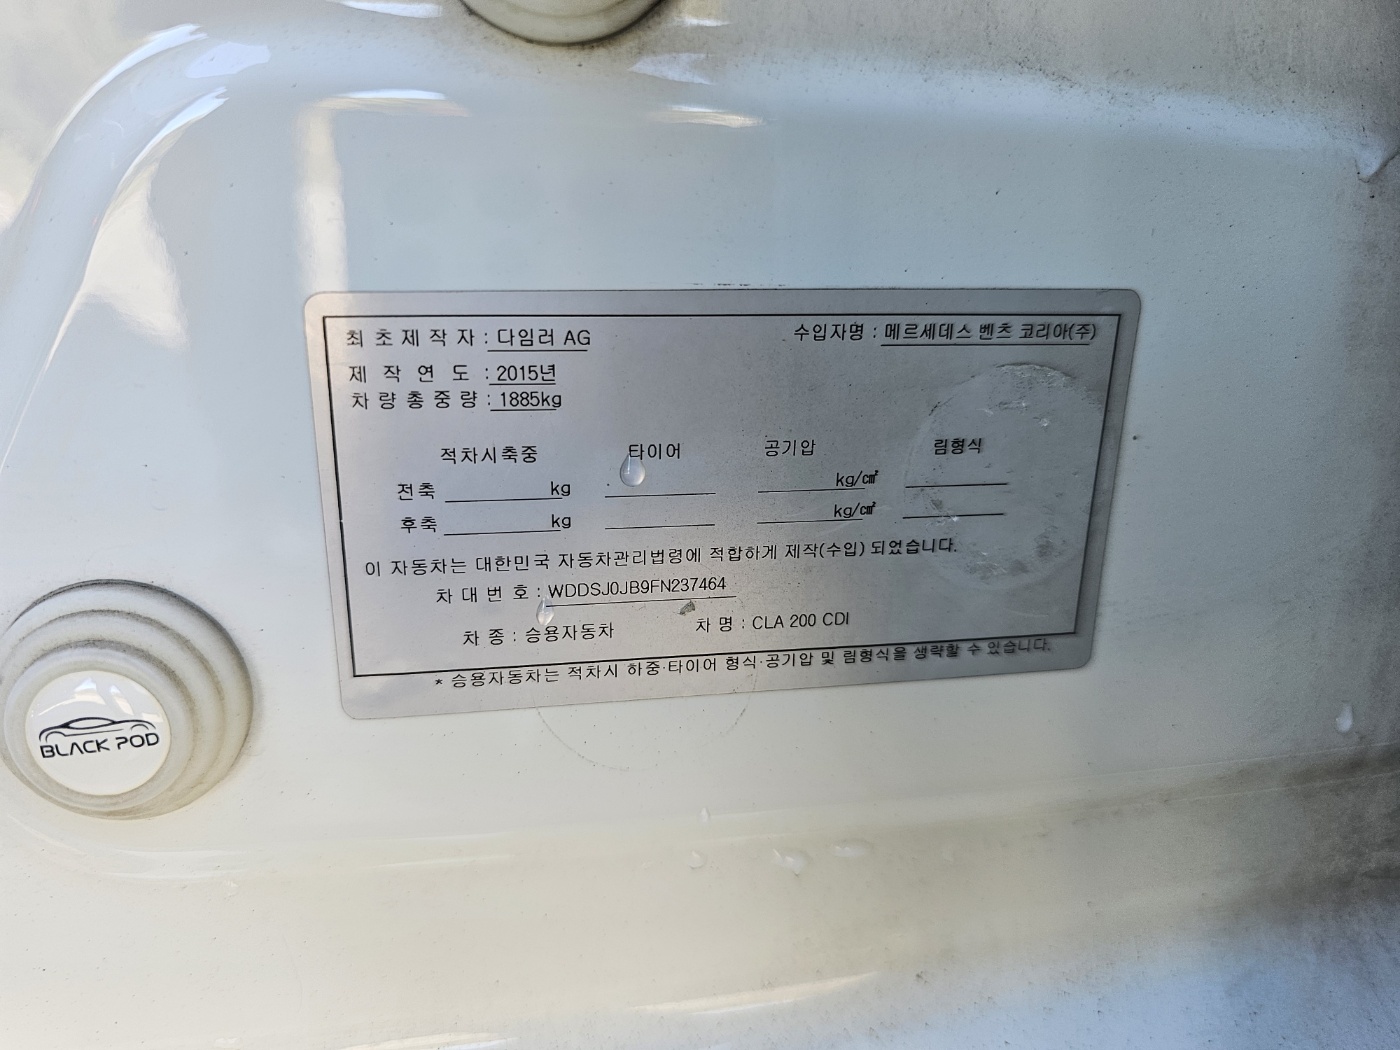 최초제작자 : 다임러 AG 수입자명 : 메르세데스 벤츠 코리아(주)
제작연도 : 2015년
차량총중량 : 1885kg
적차시축중 타이어 공기압 림형식
전축 kg kg/㎠
후축 kg kg/㎠
이 자동차는 대한민국 자동차관리법령에 적합하게 제작(수입) 되었습니다.
차대번호 : WDDSJ0JB9FN237464
차종 : 승용자동차 차명 : CLA 200 CDI
* 승용자동차는 적차시 하중·타이어 형식·공기압 및 림형식을 생략할 수 있습니다.
BLACK POD